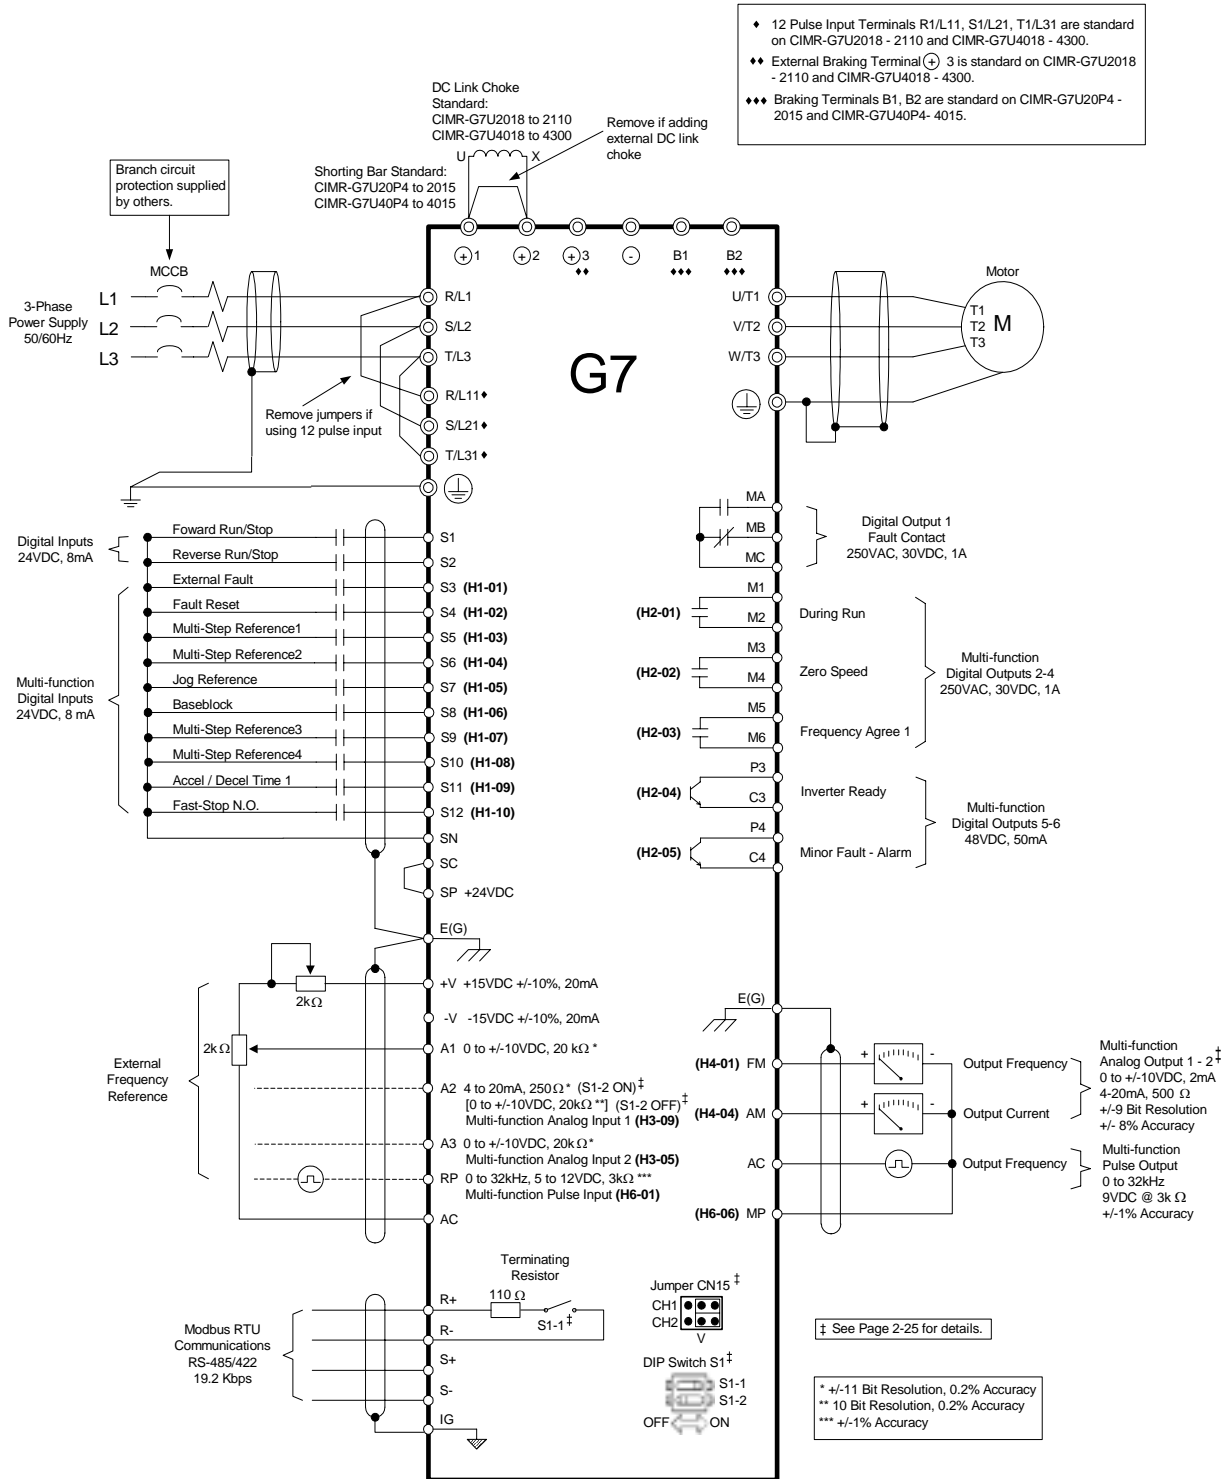 ♦ 12 Pulse Input Terminals R1/L11, S1/L21, T1/L31 are standard
on CIMR-G7U2018 - 2110 and CIMR-G7U4018 - 4300.
♦♦ External Braking Terminal + 3 is standard on CIMR-G7U2018
- 2110 and CIMR-G7U4018 - 4300.
♦♦♦ Braking Terminals B1, B2 are standard on CIMR-G7U20P4 -
2015 and CIMR-G7U40P4- 4015.
DC Link Choke
Standard:
CIMR-G7U2018 to 2110
CIMR-G7U4018 to 4300
Remove if adding
external DC link
choke
U X
Shorting Bar Standard:
CIMR-G7U20P4 to 2015
CIMR-G7U40P4 to 4015
Branch circuit
protection supplied
by others.
MCCB
3-Phase
Power Supply
50/60Hz
L1
L2
L3
+ 1
+ 2
+ 3
♦♦
-
B1
♦♦♦
B2
♦♦♦
R/L1
S/L2
T/L3
R/L11♦
S/L21♦
T/L31♦
Remove jumpers if
using 12 pulse input
G7
U/T1
V/T2
W/T3
Motor
T1
T2
T3
M
Digital Inputs
24VDC, 8mA
Foward Run/Stop
S1
Reverse Run/Stop
S2
Multi-function
Digital Inputs
24VDC, 8 mA
External Fault
S3 (H1-01)
Fault Reset
S4 (H1-02)
Multi-Step Reference1
S5 (H1-03)
Multi-Step Reference2
S6 (H1-04)
Jog Reference
S7 (H1-05)
Baseblock
S8 (H1-06)
Multi-Step Reference3
S9 (H1-07)
Multi-Step Reference4
S10 (H1-08)
Accel / Decel Time 1
S11 (H1-09)
Fast-Stop N.O.
S12 (H1-10)
SN
SC
SP +24VDC
E(G)
MA
MB
MC
Digital Output 1
Fault Contact
250VAC, 30VDC, 1A
M1
(H2-01)
M2
During Run
M3
(H2-02)
M4
Zero Speed
M5
(H2-03)
M6
Frequency Agree 1
Multi-function
Digital Outputs 2-4
250VAC, 30VDC, 1A
P3
(H2-04)
C3
Inverter Ready
P4
(H2-05)
C4
Minor Fault - Alarm
Multi-function
Digital Outputs 5-6
48VDC, 50mA
External
Frequency
Reference
2kΩ
2kΩ
+V +15VDC +/-10%, 20mA
-V -15VDC +/-10%, 20mA
A1 0 to +/-10VDC, 20 kΩ *
A2 4 to 20mA, 250Ω* (S1-2 ON)‡
[0 to +/-10VDC, 20kΩ **] (S1-2 OFF)‡
Multi-function Analog Input 1 (H3-09)
A3 0 to +/-10VDC, 20kΩ*
Multi-function Analog Input 2 (H3-05)
RP 0 to 32kHz, 5 to 12VDC, 3kΩ ***
Multi-function Pulse Input (H6-01)
AC
E(G)
(H4-01) FM
+ -
Output Frequency
(H4-04) AM
+ -
Output Current
Multi-function
Analog Output 1 - 2‡
0 to +/-10VDC, 2mA
4-20mA, 500 Ω
+/-9 Bit Resolution
+/- 8% Accuracy
AC
Output Frequency
(H6-06) MP
Multi-function
Pulse Output
0 to 32kHz
9VDC @ 3k Ω
+/-1% Accuracy
Modbus RTU
Communications
RS-485/422
19.2 Kbps
Terminating
Resistor
110 Ω
S1-1‡
R+
R-
S+
S-
IG
Jumper CN15 ‡
CH1
CH2
V
DIP Switch S1‡
S1-1
S1-2
OFF ON
‡ See Page 2-25 for details.
* +/-11 Bit Resolution, 0.2% Accuracy
** 10 Bit Resolution, 0.2% Accuracy
*** +/-1% Accuracy